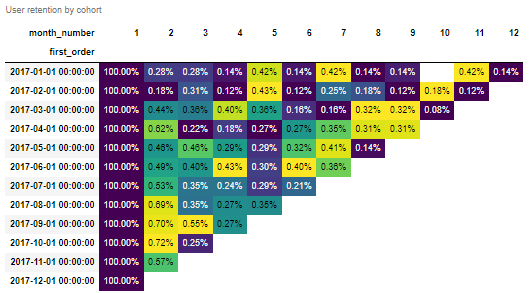 User retention by cohort
month_number 1 2 3 4 5 6 7 8 9 10 11 12
first_order
2017-01-01 00:00:00 100.00% 0.28% 0.28% 0.14% 0.42% 0.14% 0.42% 0.14% 0.14% 0.42% 0.14%
2017-02-01 00:00:00 100.00% 0.18% 0.31% 0.12% 0.43% 0.12% 0.25% 0.18% 0.12% 0.18% 0.12%
2017-03-01 00:00:00 100.00% 0.44% 0.36% 0.40% 0.36% 0.16% 0.16% 0.32% 0.32% 0.08%
2017-04-01 00:00:00 100.00% 0.62% 0.22% 0.18% 0.27% 0.27% 0.35% 0.31% 0.31%
2017-05-01 00:00:00 100.00% 0.46% 0.46% 0.29% 0.29% 0.32% 0.41% 0.14%
2017-06-01 00:00:00 100.00% 0.49% 0.40% 0.43% 0.30% 0.40% 0.36%
2017-07-01 00:00:00 100.00% 0.53% 0.35% 0.24% 0.29% 0.21%
2017-08-01 00:00:00 100.00% 0.69% 0.35% 0.27% 0.35%
2017-09-01 00:00:00 100.00% 0.70% 0.55% 0.27%
2017-10-01 00:00:00 100.00% 0.72% 0.25%
2017-11-01 00:00:00 100.00% 0.57%
2017-12-01 00:00:00 100.00%